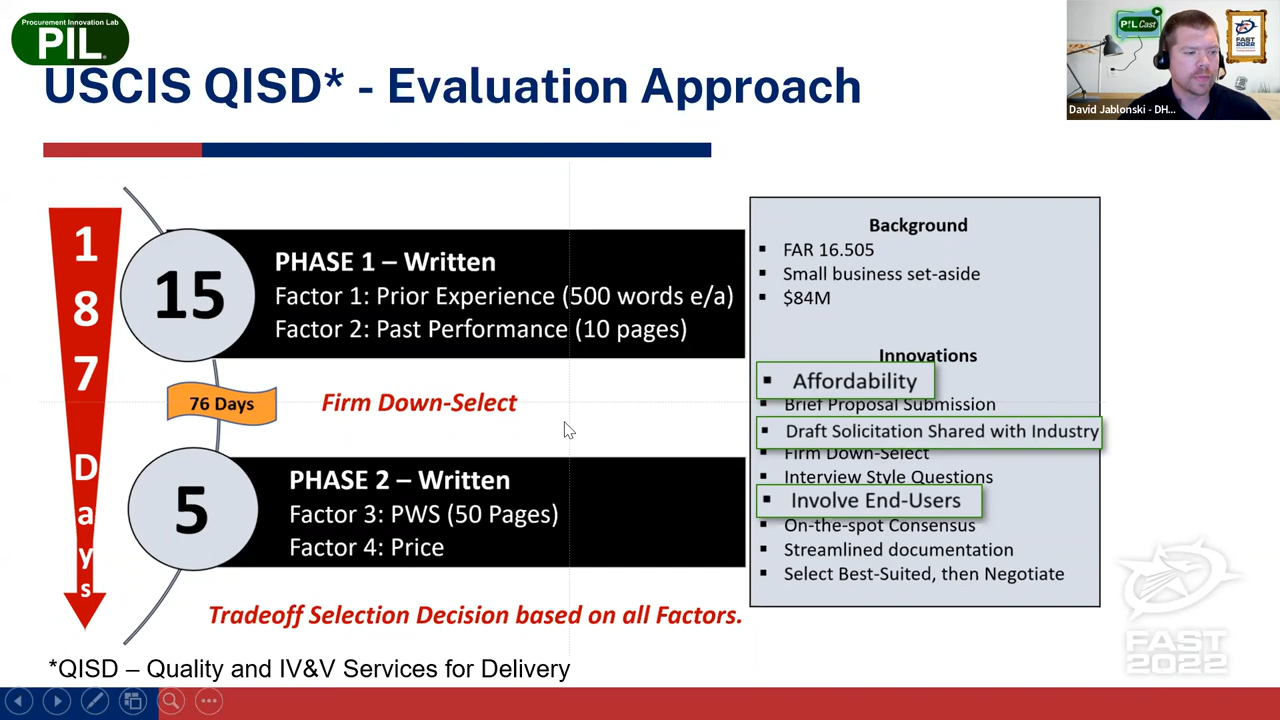 Procurement Innovation Lab
PIL
USCIS QISD* - Evaluation Approach
PIL Cast
FAST
2022
David Jablonski - DH...
187 Days
15
PHASE 1 – Written
Factor 1: Prior Experience (500 words e/a)
Factor 2: Past Performance (10 pages)
76 Days
Firm Down-Select
5
PHASE 2 – Written
Factor 3: PWS (50 Pages)
Factor 4: Price
Tradeoff Selection Decision based on all Factors.
Background
▪ FAR 16.505
▪ Small business set-aside
▪ $84M
Innovations
▪ Affordability
Brief Proposal Submission
▪ Draft Solicitation Shared with Industry
Firm Down-Select
▪ Interview Style Questions
▪ Involve End-Users
On-the-spot Consensus
▪ Streamlined documentation
▪ Select Best-Suited, then Negotiate
FAST
2022
*QISD – Quality and IV&V Services for Delivery